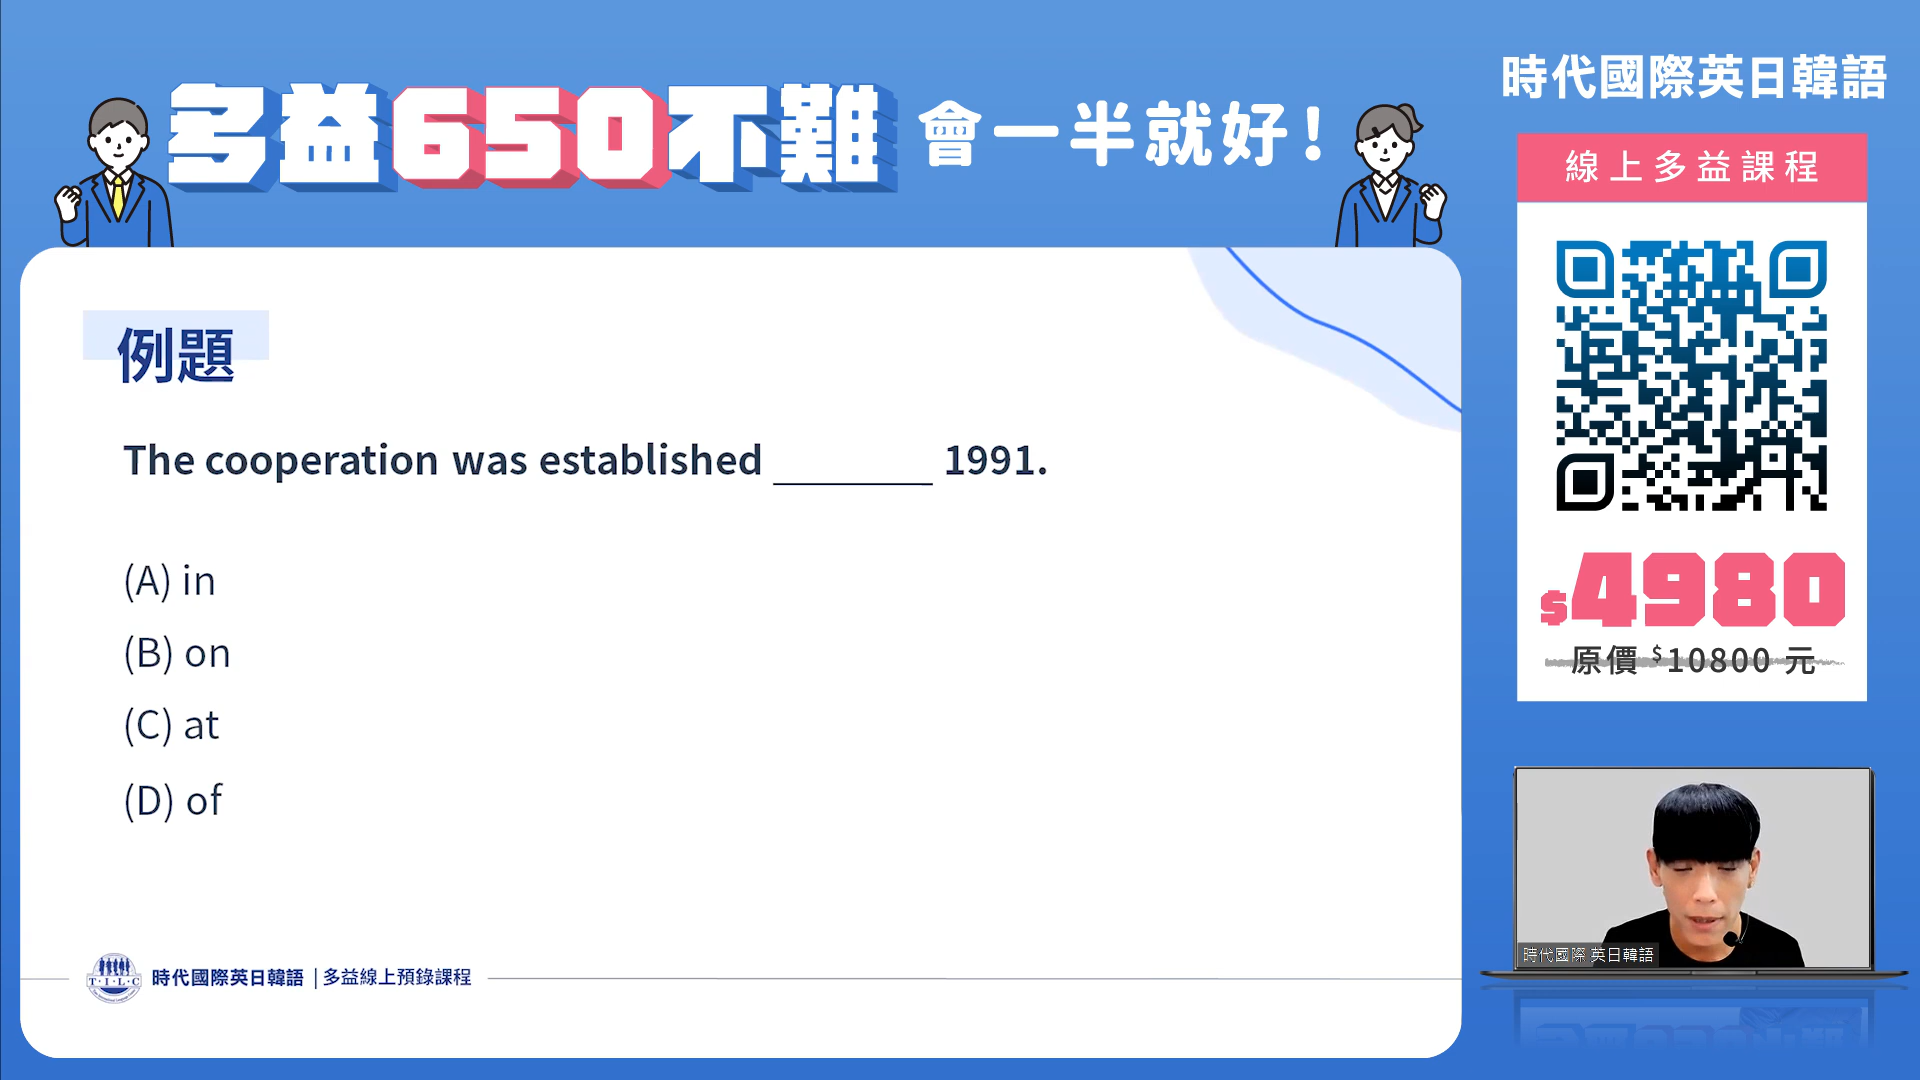 多益650不難 會一半就好!
時代國際英日韓語
線上多益課程
$4980
原價 $10800 元
例題
The cooperation was established ________ 1991.
(A) in
(B) on
(C) at
(D) of
T·I·L·C
時代國際英日韓語 | 多益線上預錄課程
時代國際 英日韓語